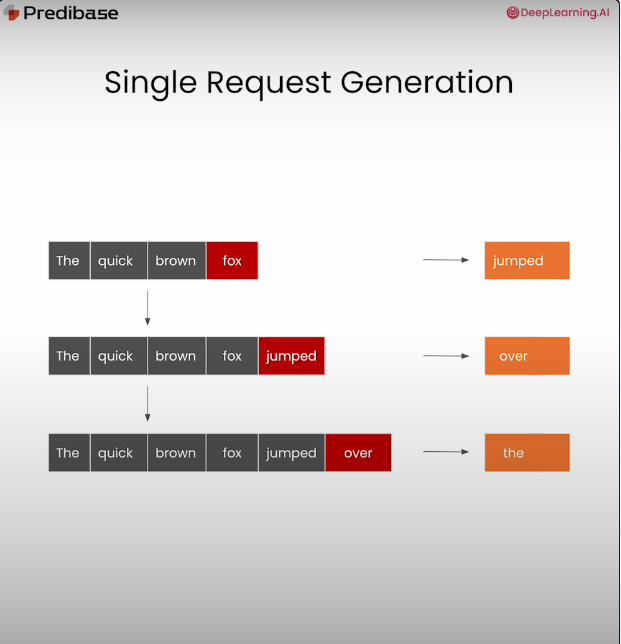 Predibase
DeepLearning.AI
Single Request Generation
The quick brown fox jumped
The quick brown fox jumped over
The quick brown fox jumped over the